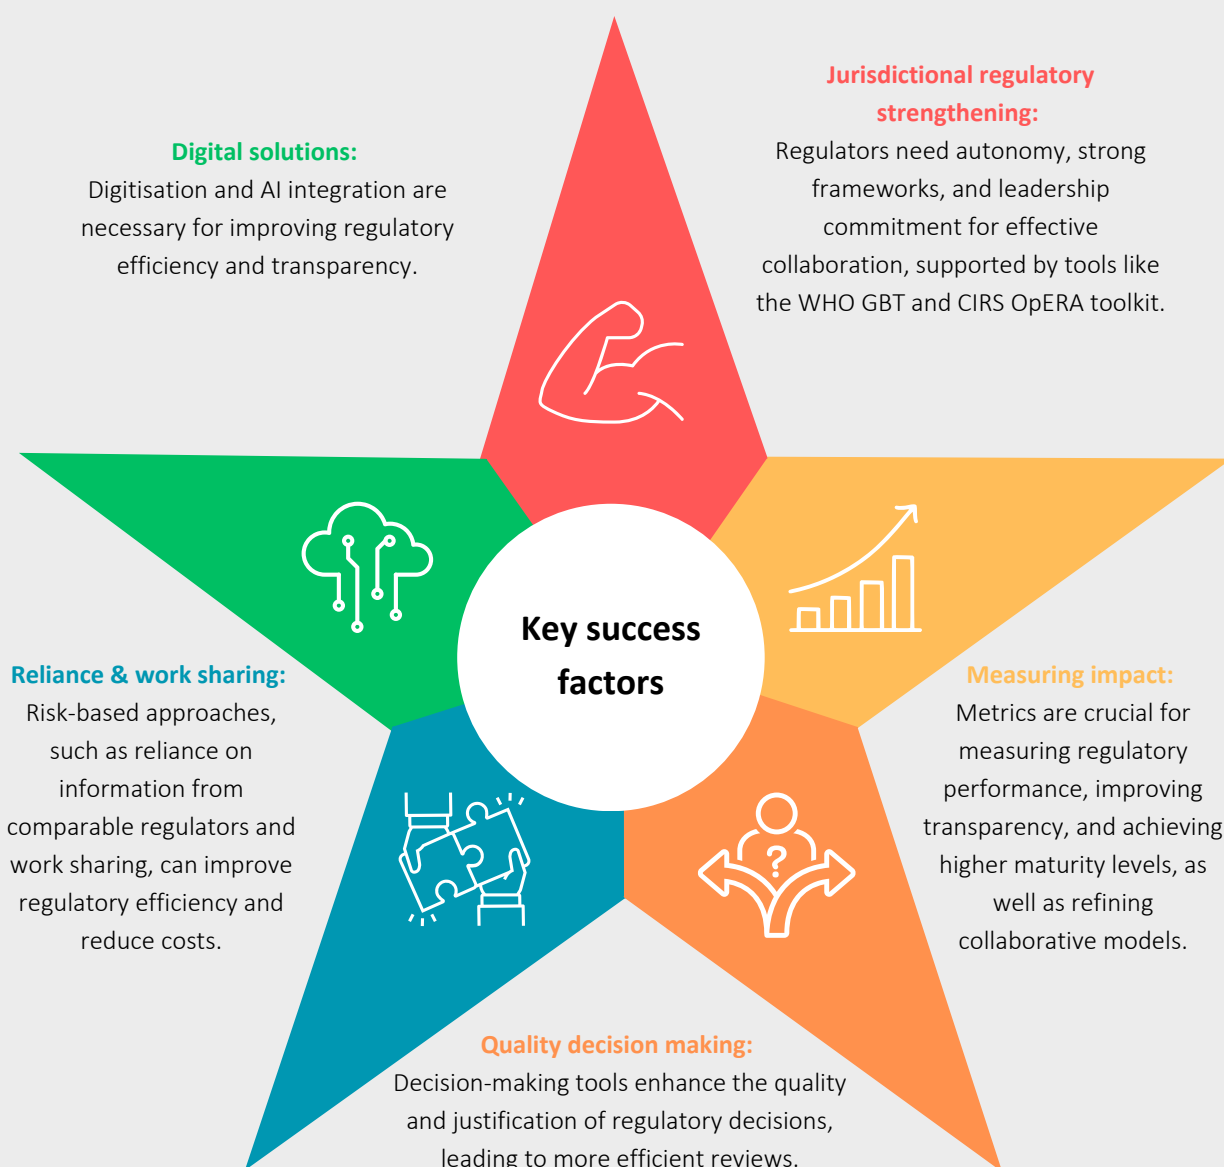 Jurisdictional regulatory
strengthening:
Regulators need autonomy, strong
frameworks, and leadership
commitment for effective
collaboration, supported by tools like
the WHO GBT and CIRS OpERA toolkit.
Digital solutions:
Digitisation and AI integration are
necessary for improving regulatory
efficiency and transparency.
Key success
factors
?
Reliance & work sharing:
Risk-based approaches,
such as reliance on
information from
comparable regulators and
work sharing, can improve
regulatory efficiency and
reduce costs.
Measuring impact:
Metrics are crucial for
measuring regulatory
performance, improving
transparency, and achieving
higher maturity levels, as
well as refining
collaborative models.
Quality decision making:
Decision-making tools enhance the quality
and justification of regulatory decisions,
leading to more efficient reviews.